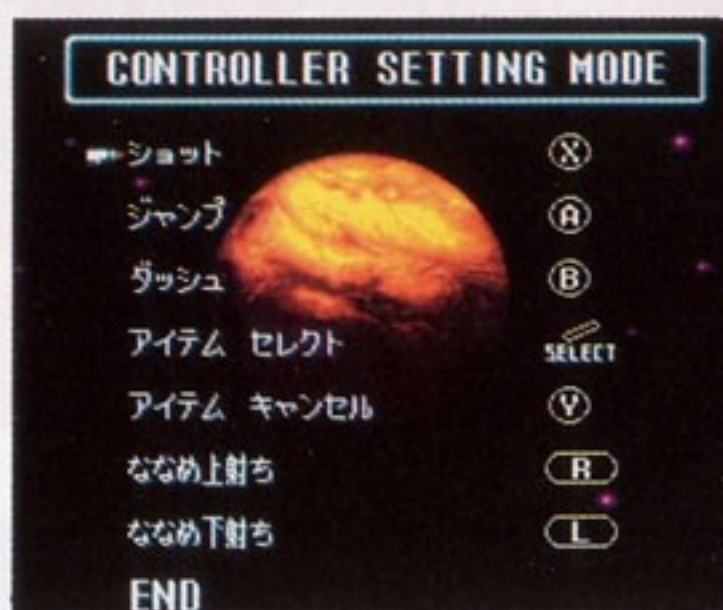 CONTROLLER SETTING MODE
ショット X
ジャンプ A
ダッシュ B
アイテム セレクト SELECT
アイテム キャンセル Y
ななめ上射ち R
ななめ下射ち L
END